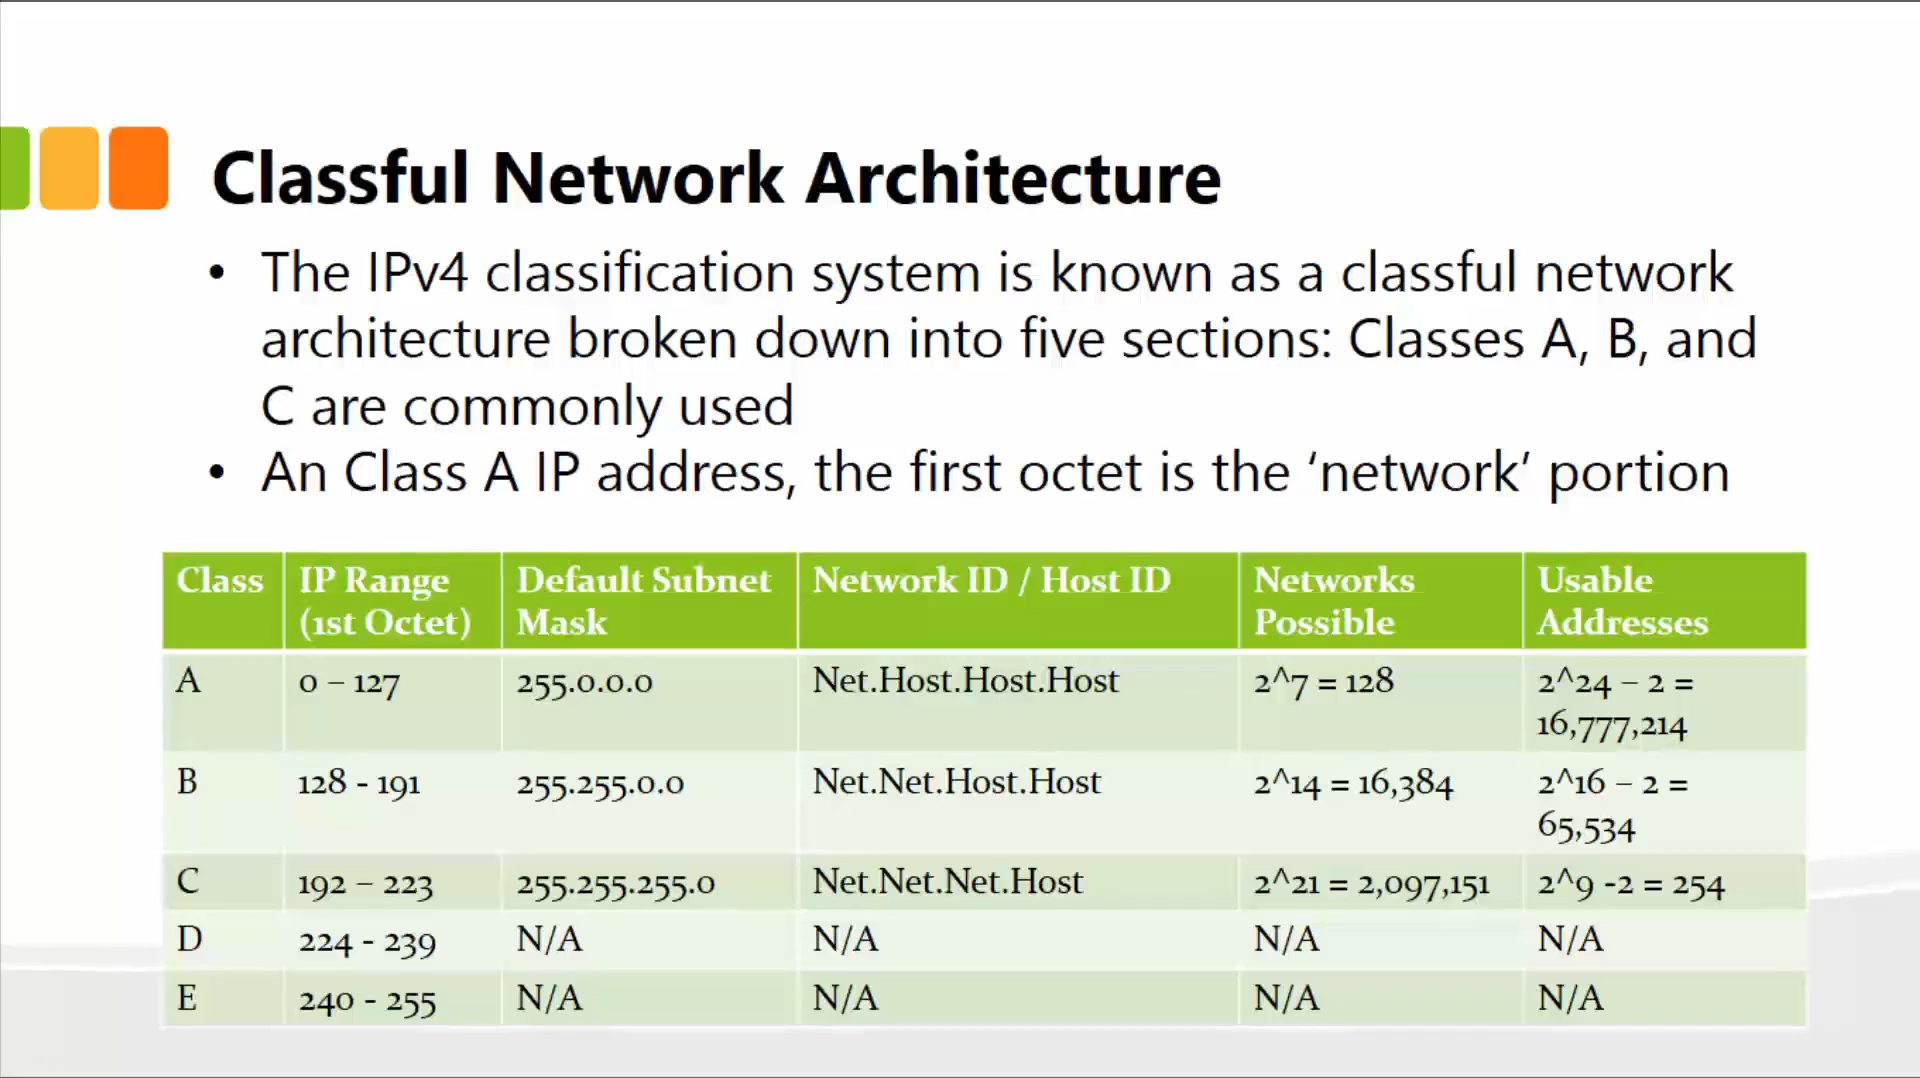 Classful Network Architecture
• The IPv4 classification system is known as a classful network
architecture broken down into five sections: Classes A, B, and
C are commonly used
• An Class A IP address, the first octet is the ‘network’ portion
Class IP Range (1st Octet) Default Subnet Mask Network ID / Host ID Networks Possible Usable Addresses
A 0 – 127 255.0.0.0 Net.Host.Host.Host 2^7 = 128 2^24 – 2 = 16,777,214
B 128 - 191 255.255.0.0 Net.Net.Host.Host 2^14 = 16,384 2^16 – 2 = 65,534
C 192 – 223 255.255.255.0 Net.Net.Net.Host 2^21 = 2,097,151 2^9 -2 = 254
D 224 - 239 N/A N/A N/A N/A
E 240 - 255 N/A N/A N/A N/A